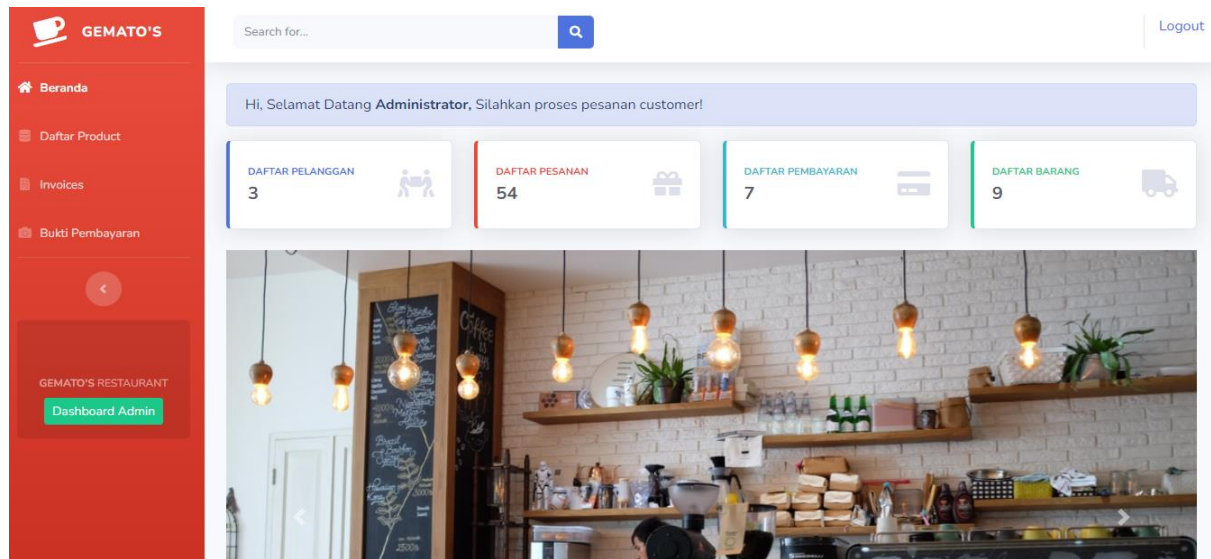 GEMATO'S
Search for...
Logout
Beranda
Hi, Selamat Datang Administrator, Silahkan proses pesanan customer!
Daftar Product
DAFTAR PELANGGAN
3
DAFTAR PESANAN
54
DAFTAR PEMBAYARAN
7
DAFTAR BARANG
9
Invoices
Bukti Pembayaran
GEMATO'S RESTAURANT
Dashboard Admin
Coffee